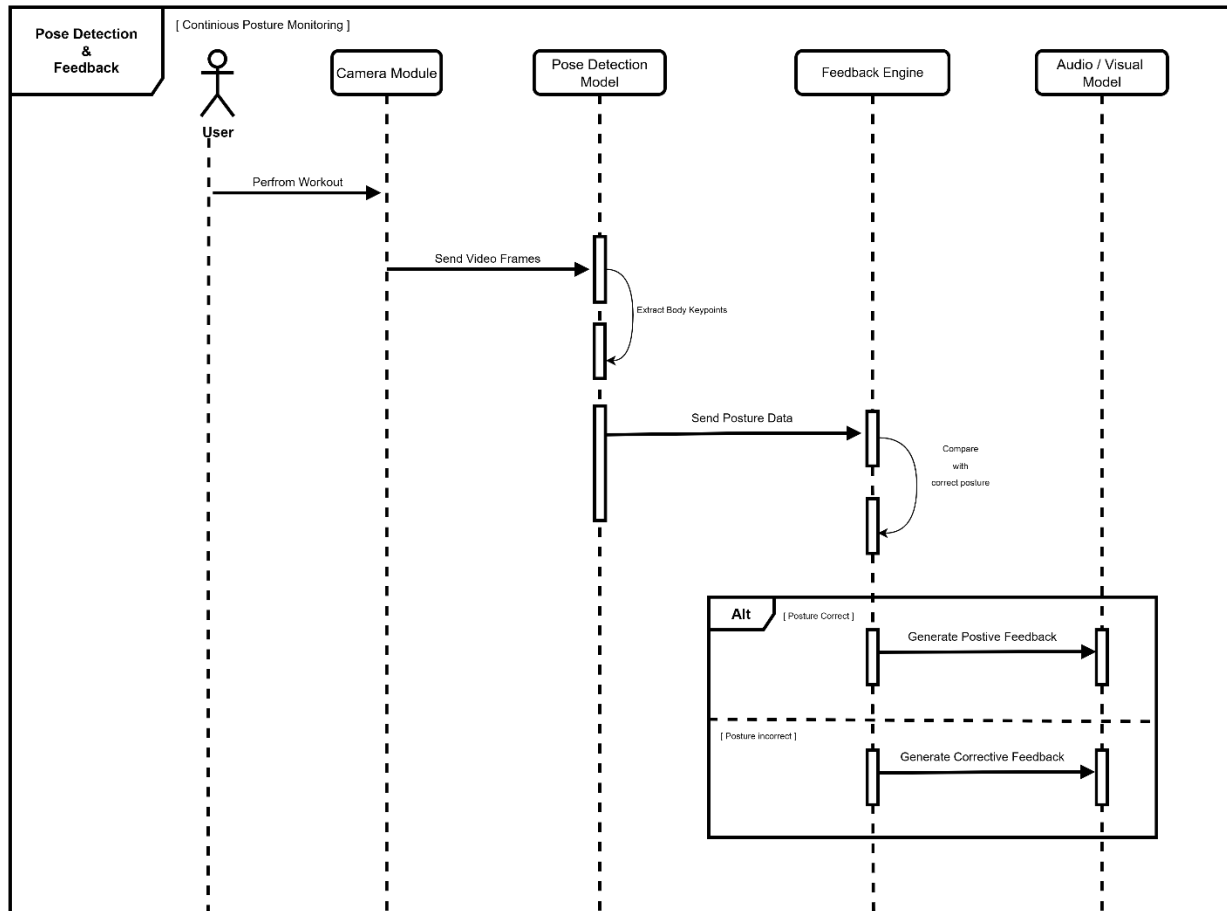 Pose Detection
&
Feedback
[ Continious Posture Monitoring ]
User
Camera Module
Pose Detection
Model
Feedback Engine
Audio / Visual
Model
Perfrom Workout
Send Video Frames
Extract Body Keypoints
Send Posture Data
Compare
with
correct posture
Alt
[ Posture Correct ]
Generate Postive Feedback
[ Posture incorrect ]
Generate Corrective Feedback